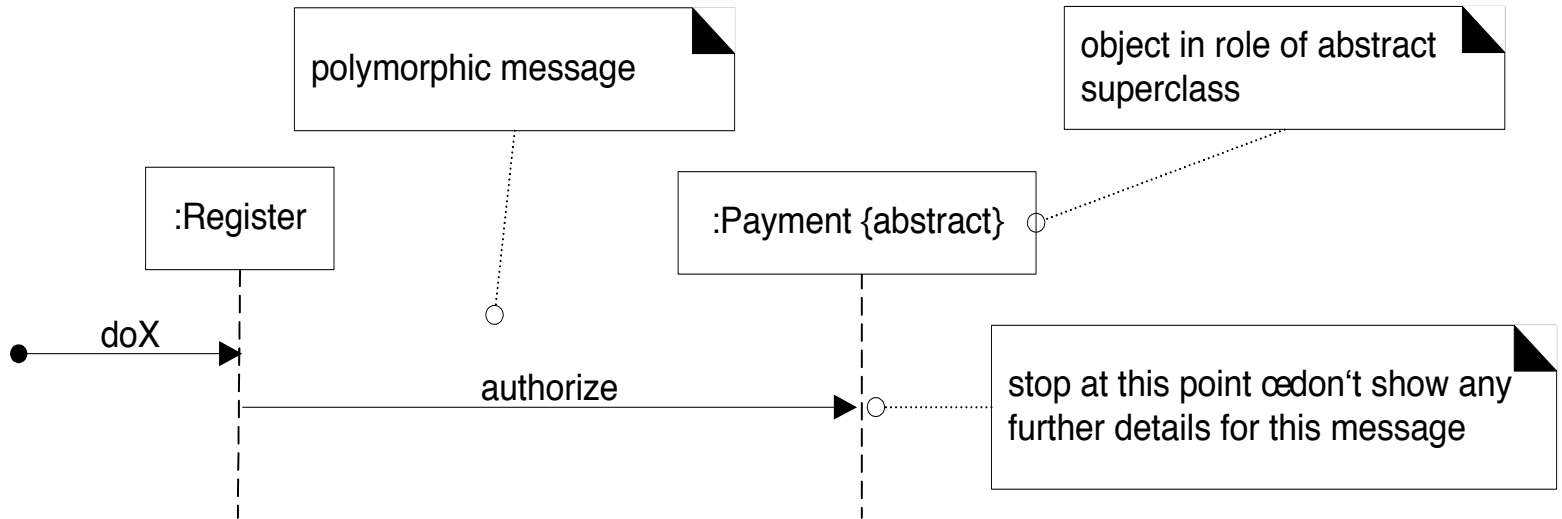 polymorphic message
object in role of abstract
superclass
:Register
:Payment {abstract}
doX
authorize
stop at this point œdon‘t show any
further details for this message